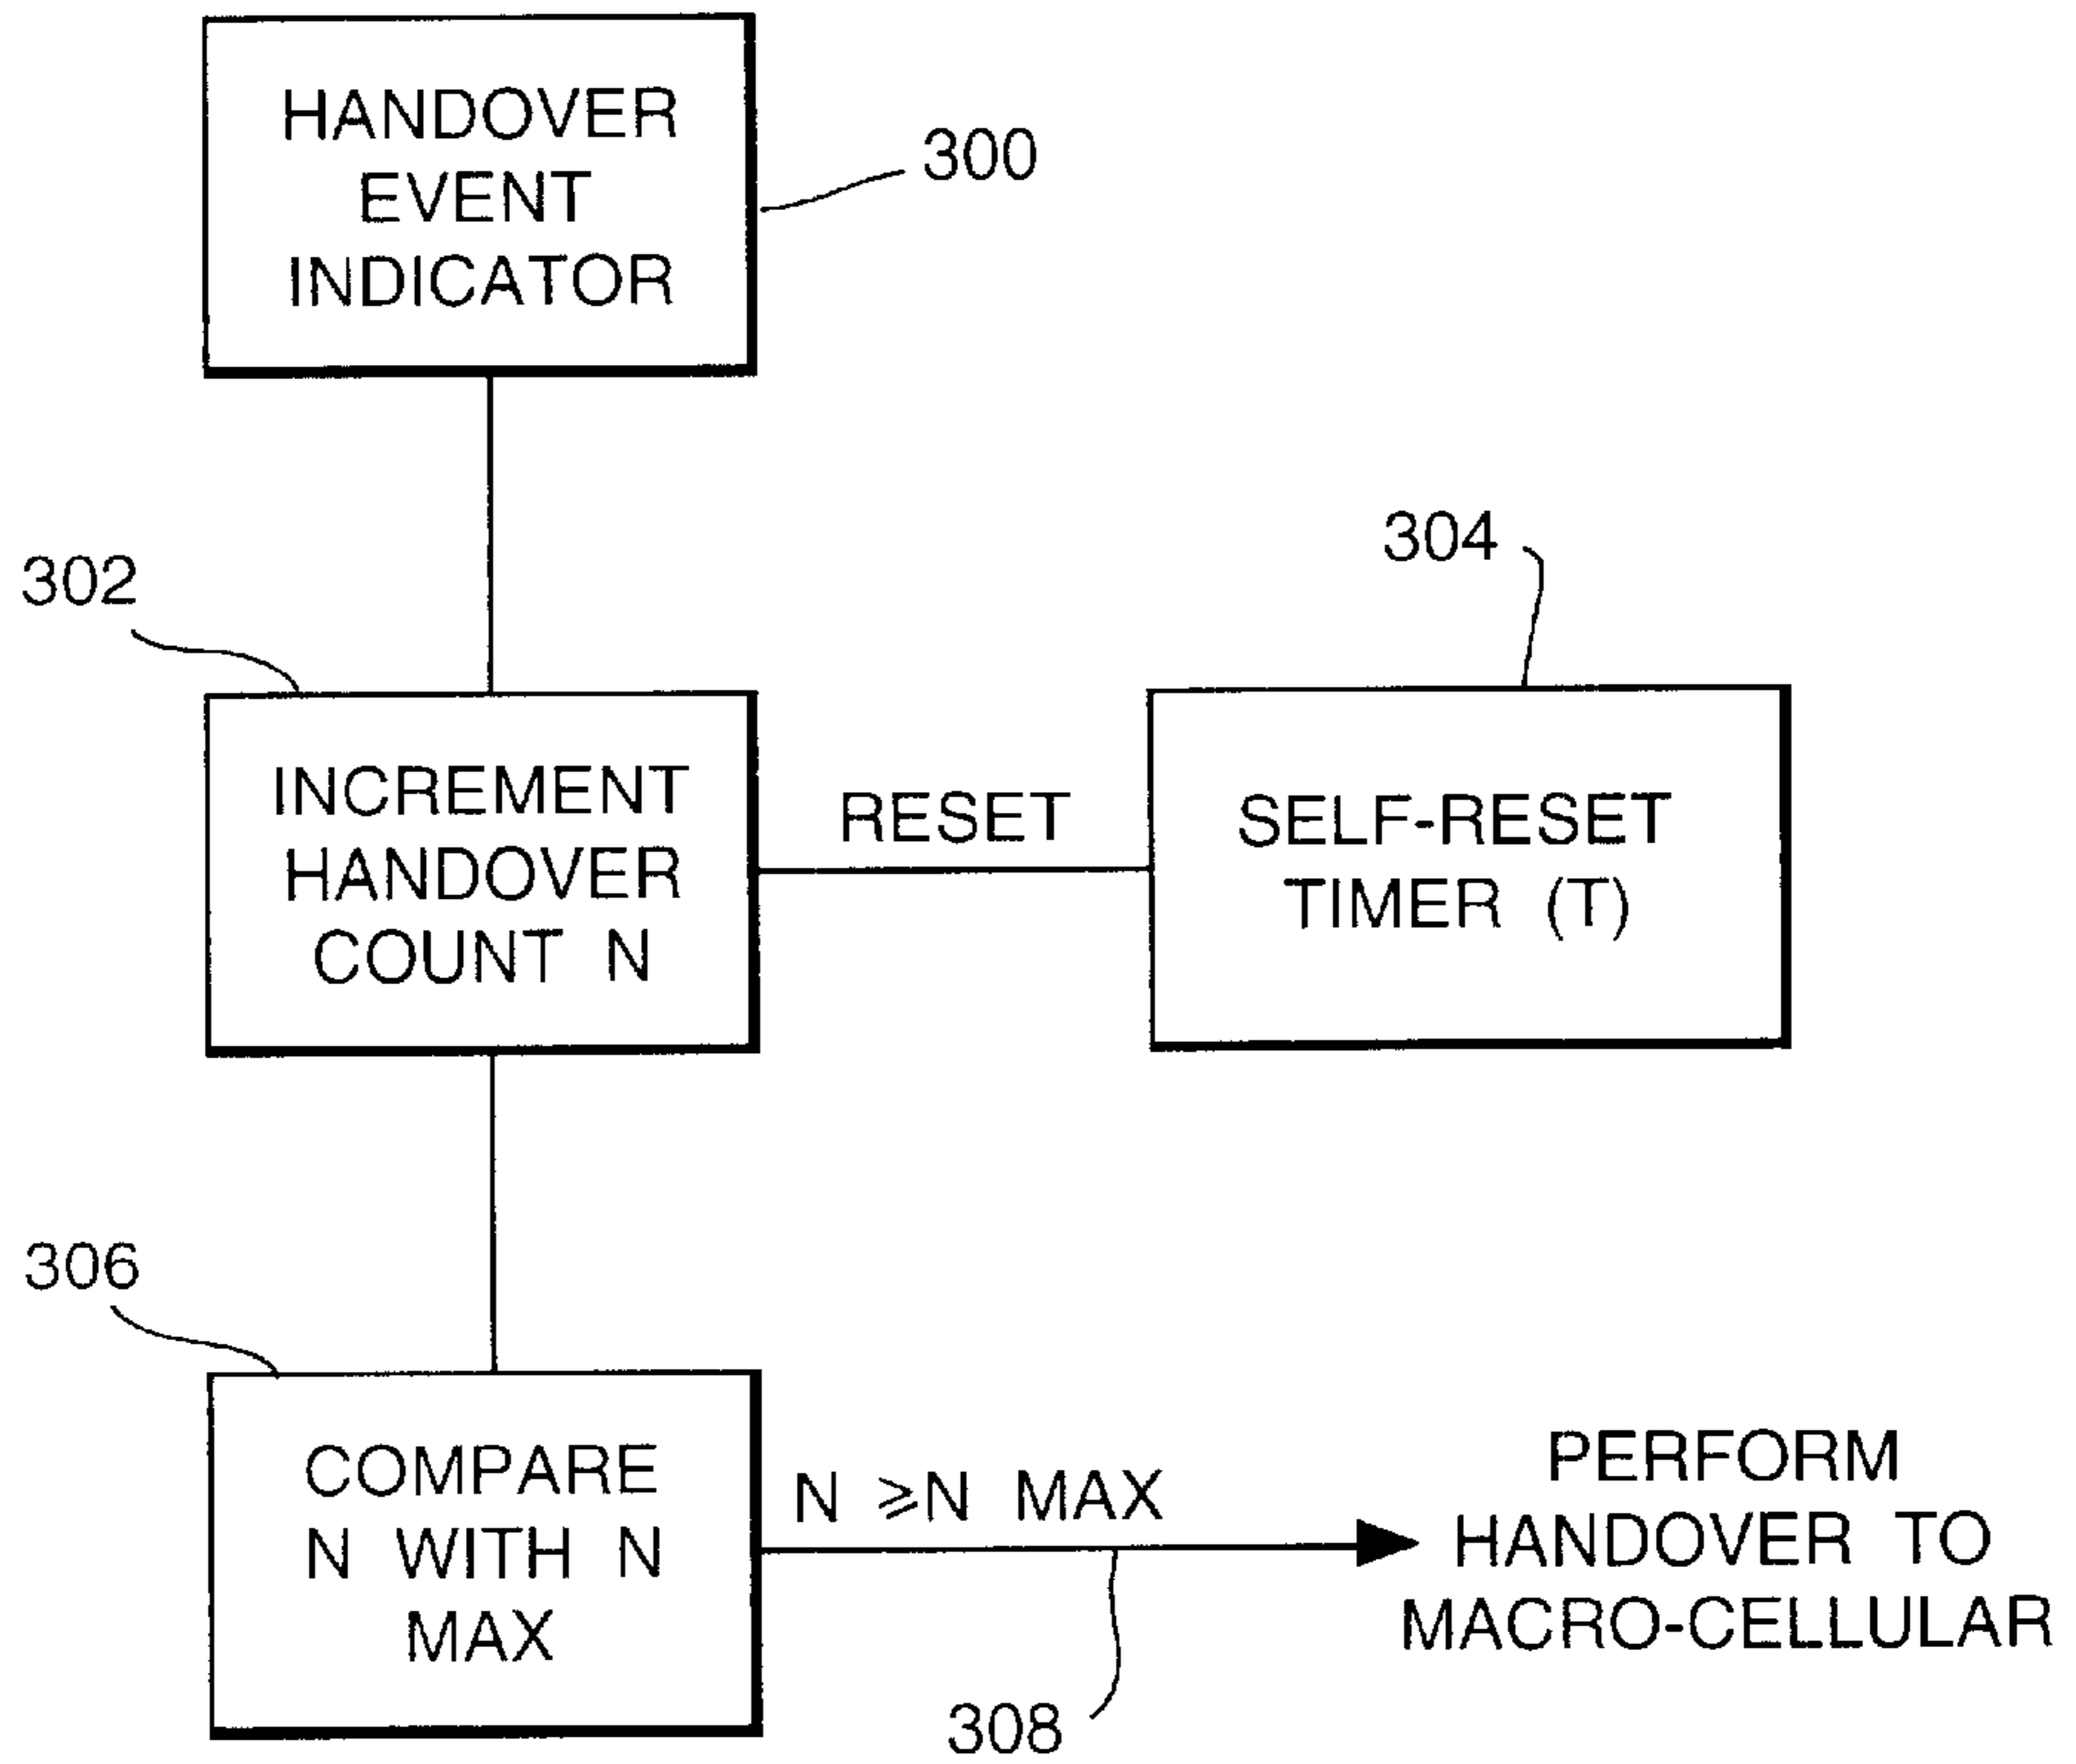 HANDOVER
EVENT
INDICATOR
300
302
304
INCREMENT
HANDOVER
COUNT N
RESET
SELF-RESET
TIMER (T)
306
COMPARE
N WITH N
MAX
N ⩾N MAX
PERFORM
HANDOVER TO
MACRO-CELLULAR
308